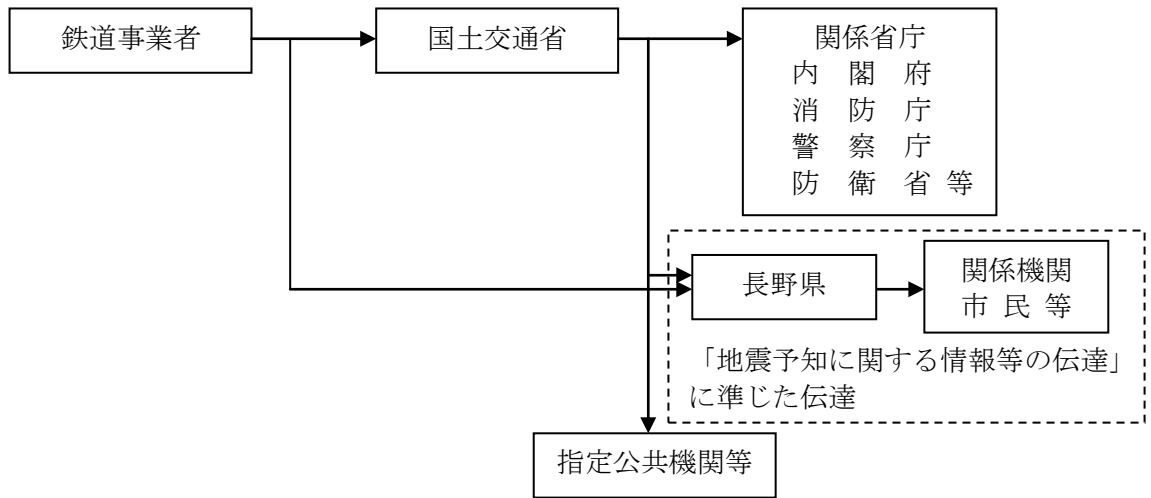 鉄道事業者
国土交通省
関係省庁
内閣府
消防庁
警察庁
防衛省等
長野県
関係機関
市民等
「地震予知に関する情報等の伝達」
に準じた伝達
指定公共機関等